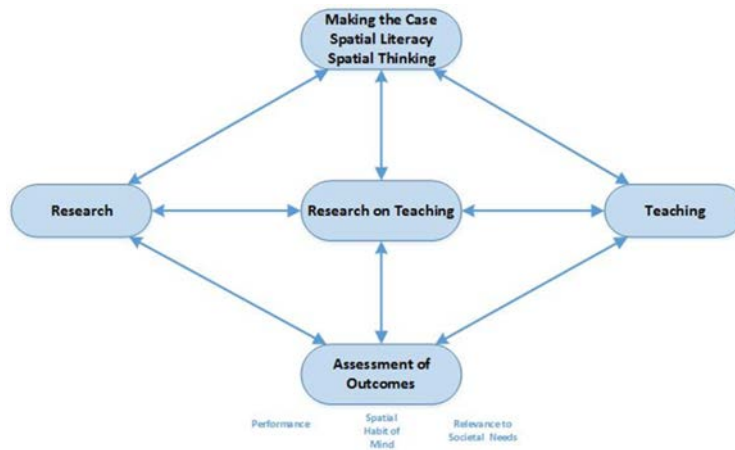 Making the Case
Spatial Literacy
Spatial Thinking
Research
Research on Teaching
Teaching
Assessment of
Outcomes
Performance
Spatial
Habit of
Mind
Relevance to
Societal Needs